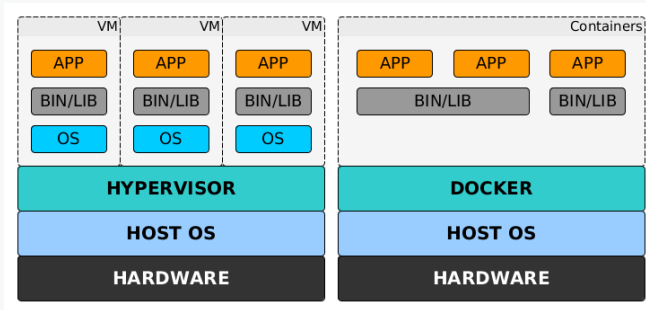 VM VM VM
APP APP APP
BIN/LIB BIN/LIB BIN/LIB
OS OS OS
HYPERVISOR
HOST OS
HARDWARE
Containers
APP APP APP
BIN/LIB BIN/LIB
DOCKER
HOST OS
HARDWARE